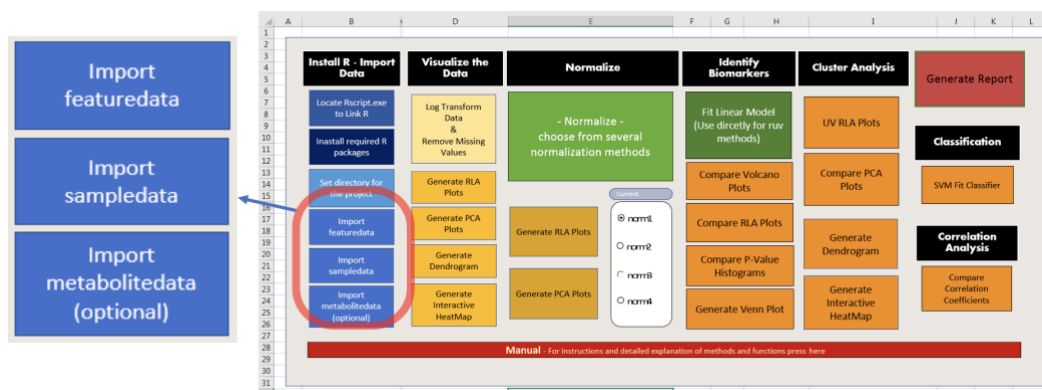 Import
featuredata
Import
sampledata
Import
metabolitedata
(optional)
A B D E F G H I J K L
1
2
3
4
5
6
7
8
9
10
11
12
13
14
15
16
17
18
19
20
21
22
23
24
25
26
27
28
29
30
31
Install R - Import
Data
Locate Rscript.exe
to Link R
Inastall required R
packages
Set directory for
the project
Import
featuredata
Import
sampledata
Import
metabolitedata
(optional)
Visualize the
Data
Log Transform
Data
&
Remove Missing
Values
Generate RLA
Plots
Generate PCA
Plots
Generate
Dendrogram
Generate
Interactive
HeatMap
Normalize
- Normalize -
choose from several
normalization methods
Generate RLA Plots
Generate PCA Plots
Current
norm1
norm2
norm3
norm4
Identify
Biomarkers
Fit Linear Model
(Use dircetly for ruv
methods)
Compare Volcano
Plots
Compare RLA Plots
Compare P-Value
Histograms
Generate Venn Plot
Cluster Analysis
UV RLA Plots
Compare PCA
Plots
Generate
Dendrogram
Generate
Interactive
HeatMap
Generate Report
Classification
SVM Fit Classifier
Correlation
Analysis
Compare
Correlation
Coefficients
Manual - For instructions and detailed explanation of methods and functions press here